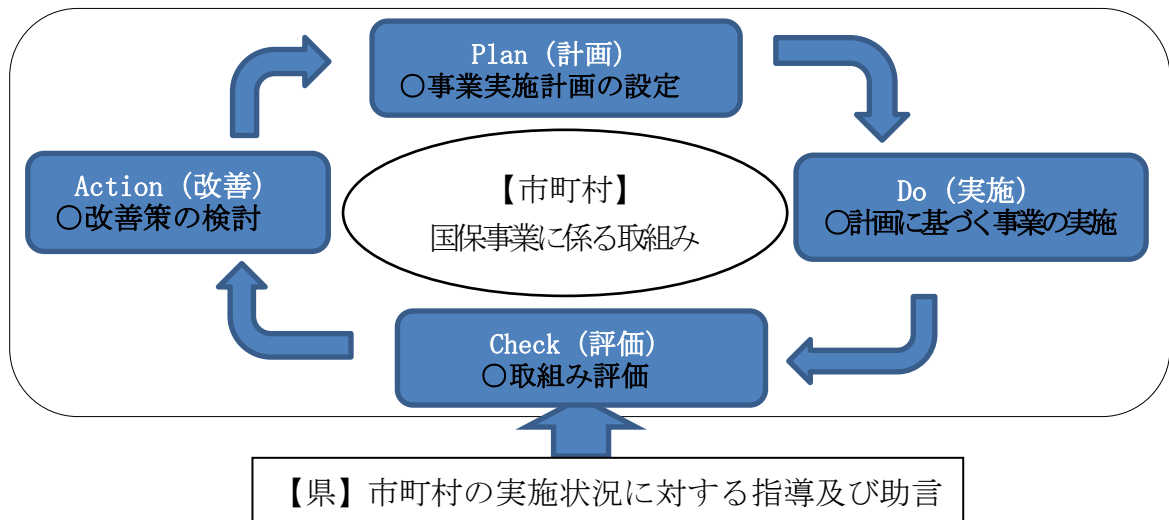 Plan (計画)
○事業実施計画の設定
Action (改善)
○改善策の検討
【市町村】
国保事業に係る取組み
Do (実施)
○計画に基づく事業の実施
Check (評価)
○取組み評価
【県】市町村の実施状況に対する指導及び助言